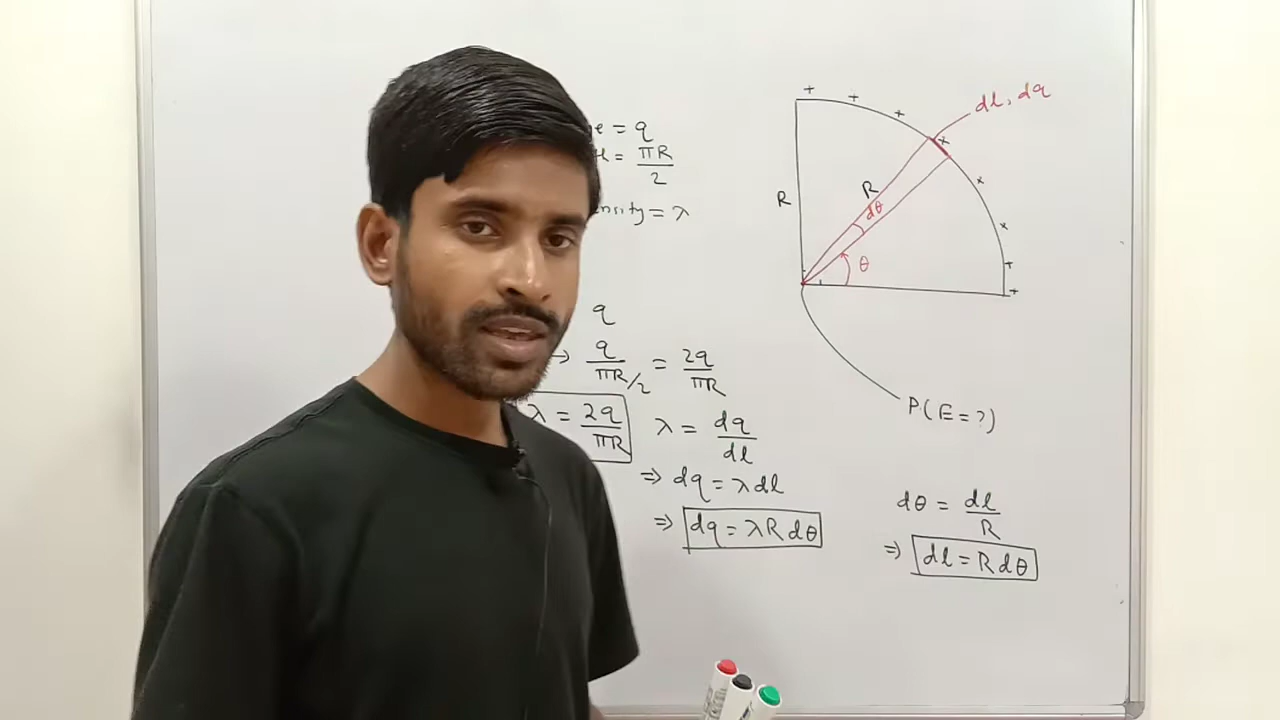 = q
= πR/2
= λ
q
⇒ q/πR/2 = 2q/πR
λ = 2q/πR
λ = dq/dl
⇒ dq = λdl
⇒ dq = λRdθ
+ + + + + + + +
dl, dq
R
R
dθ
θ
P(E=?)
dθ = dl/R
⇒ dl = Rdθ